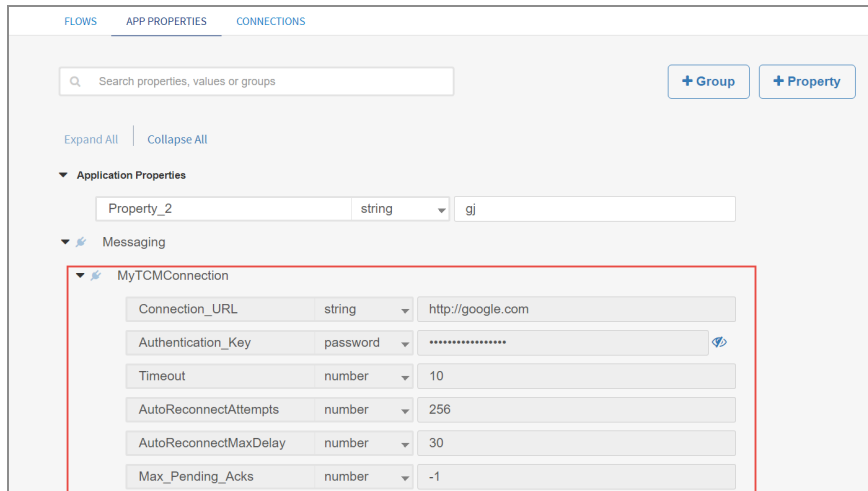 FLOWS APP PROPERTIES CONNECTIONS
Search properties, values or groups + Group + Property
Expand All Collapse All
Application Properties
Property_2 string gj
Messaging
MyTCMConnection
Connection_URL string http://google.com
Authentication_Key password •••••••••••••••••
Timeout number 10
AutoReconnectAttempts number 256
AutoReconnectMaxDelay number 30
Max_Pending_Acks number -1